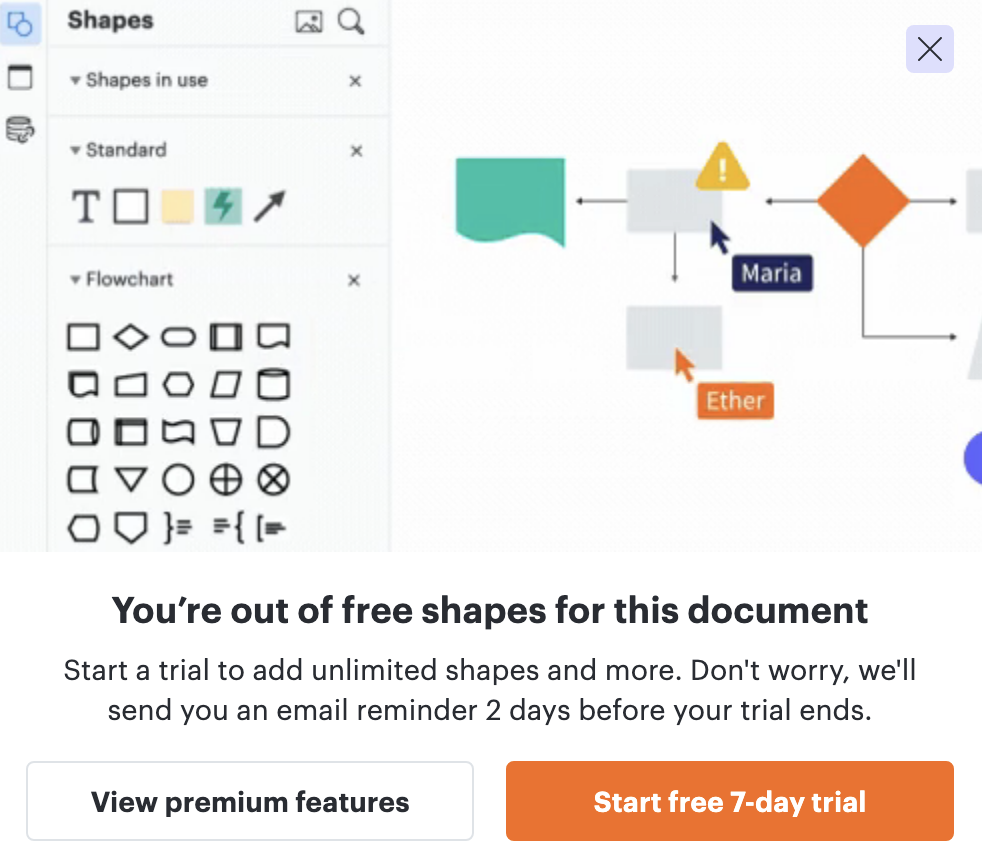 Shapes
Shapes in use
Standard
T
Flowchart
Maria
Ether
You’re out of free shapes for this document
Start a trial to add unlimited shapes and more. Don't worry, we'll
send you an email reminder 2 days before your trial ends.
View premium features
Start free 7-day trial